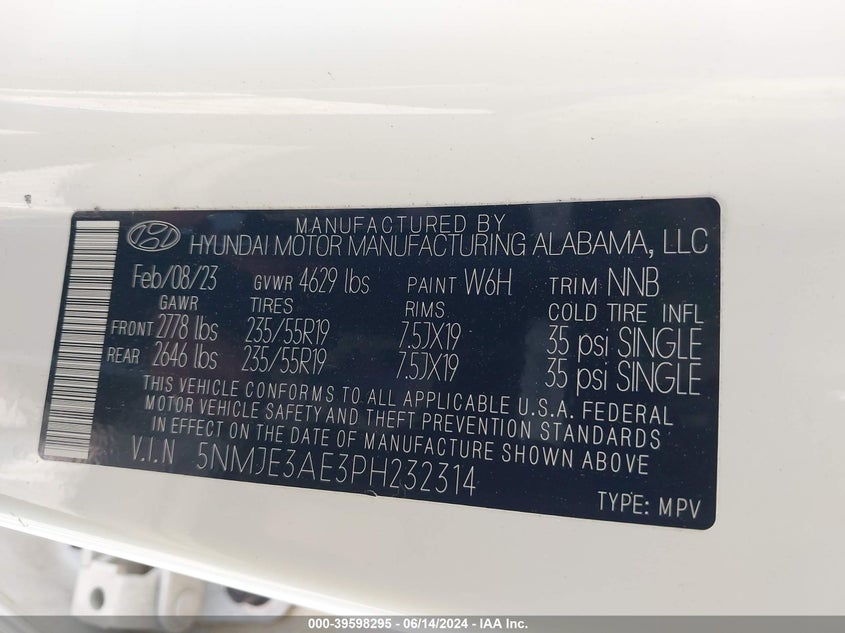 MANUFACTURED BY
HYUNDAI MOTOR MANUFACTURING ALABAMA, LLC
Feb/08/23 GVWR 4629 lbs PAINT W6H TRIM NNB
GAWR TIRES RIMS COLD TIRE INFL
FRONT 2778 lbs 235/55R19 7.5JX19 35 psi SINGLE
REAR 2646 lbs 235/55R19 7.5JX19 35 psi SINGLE
THIS VEHICLE CONFORMS TO ALL APPLICABLE U.S.A. FEDERAL
MOTOR VEHICLE SAFETY AND THEFT PREVENTION STANDARDS
IN EFFECT ON THE DATE OF MANUFACTURE SHOWN ABOVE
V.I.N 5NMJE3AE3PH232314
TYPE: MPV
000-39598295 - 06/14/2024 - IAA Inc.